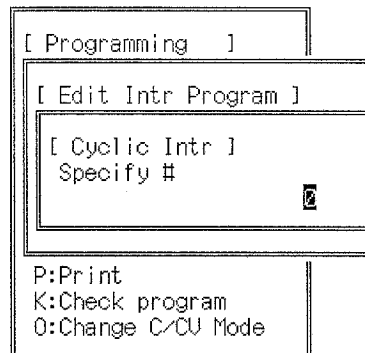 [ Programming ]
[ Edit Intr Program ]
[ Cyclic Intr ]
Specify #
0
P:Print
K:Check program
O:Change C/CV Mode